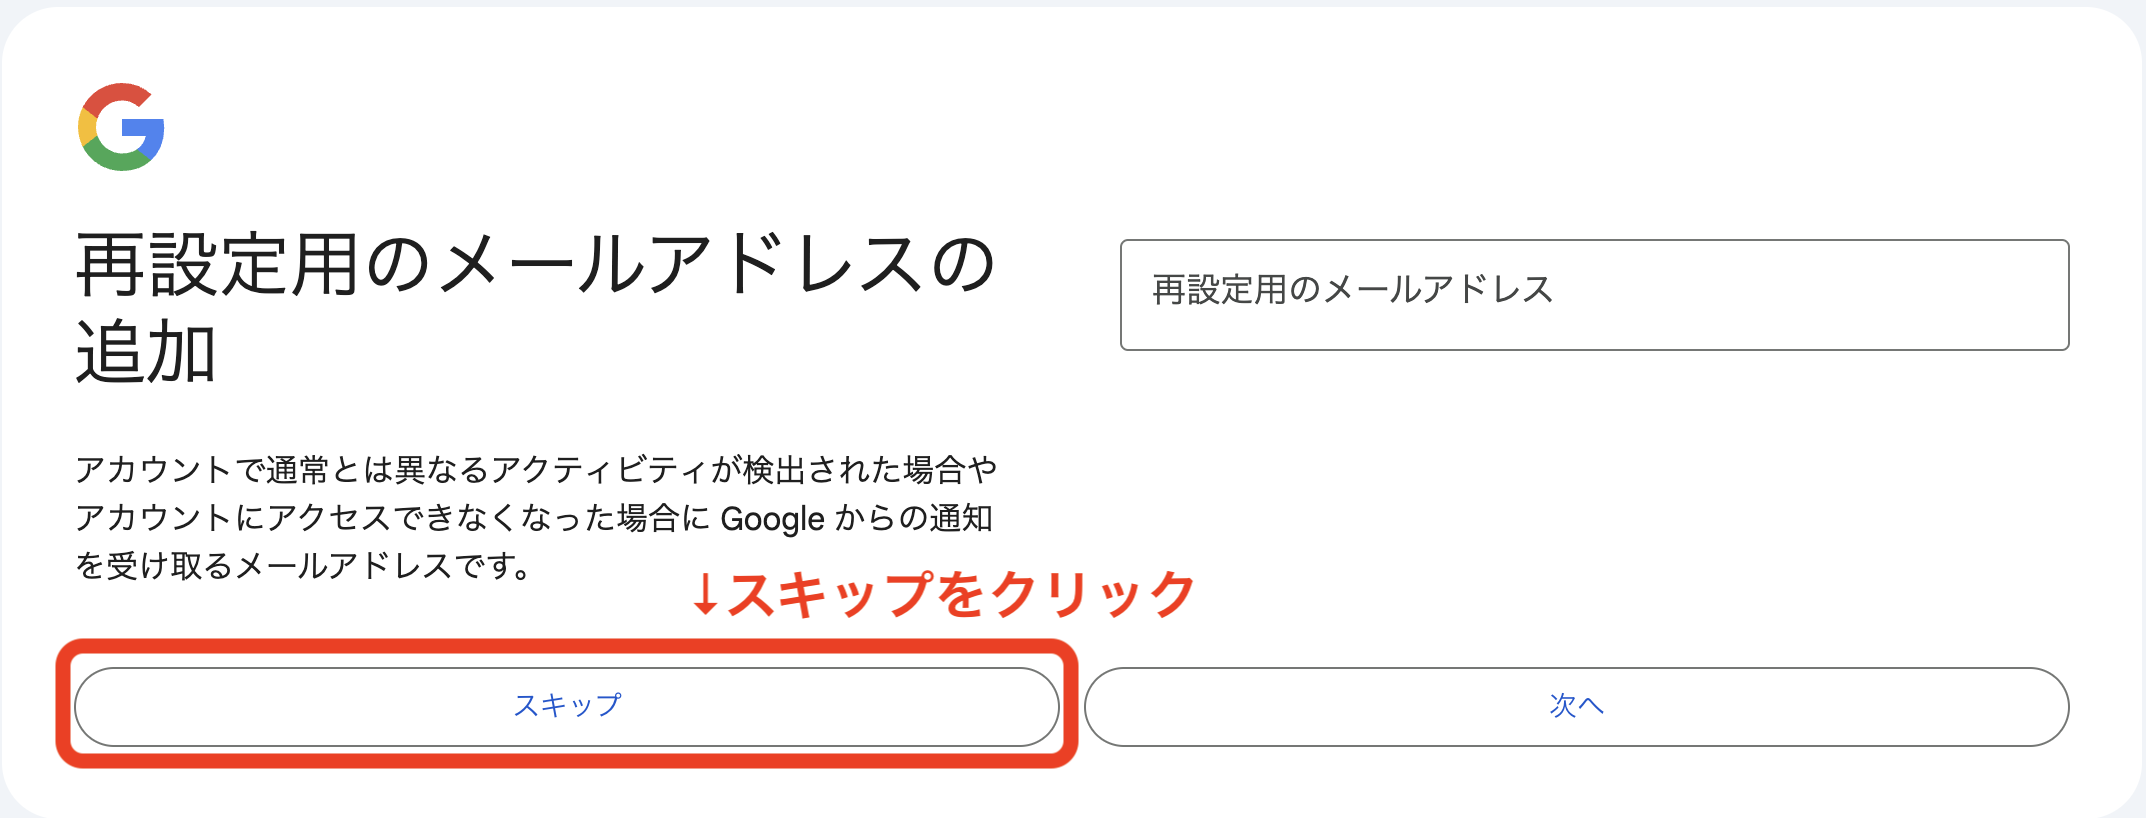 再設定用のメールアドレスの
追加
再設定用のメールアドレス
アカウントで通常とは異なるアクティビティが検出された場合や
アカウントにアクセスできなくなった場合に Google からの通知
を受け取るメールアドレスです。
↓スキップをクリック
スキップ
次へ